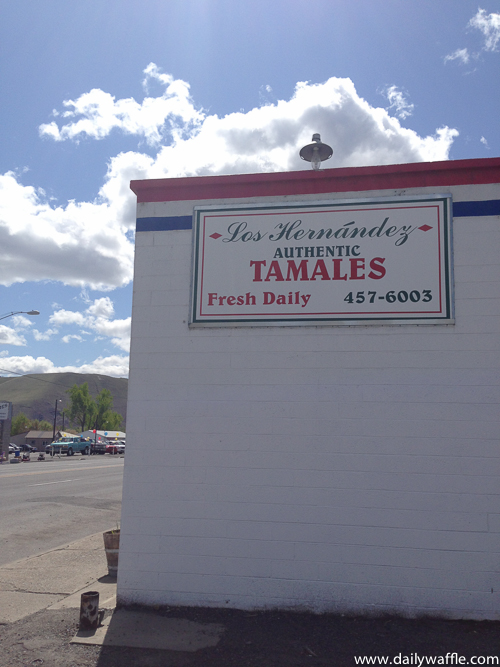 Los Hernández
AUTHENTIC
TAMALES
Fresh Daily 457-6003
www.dailywaffle.com